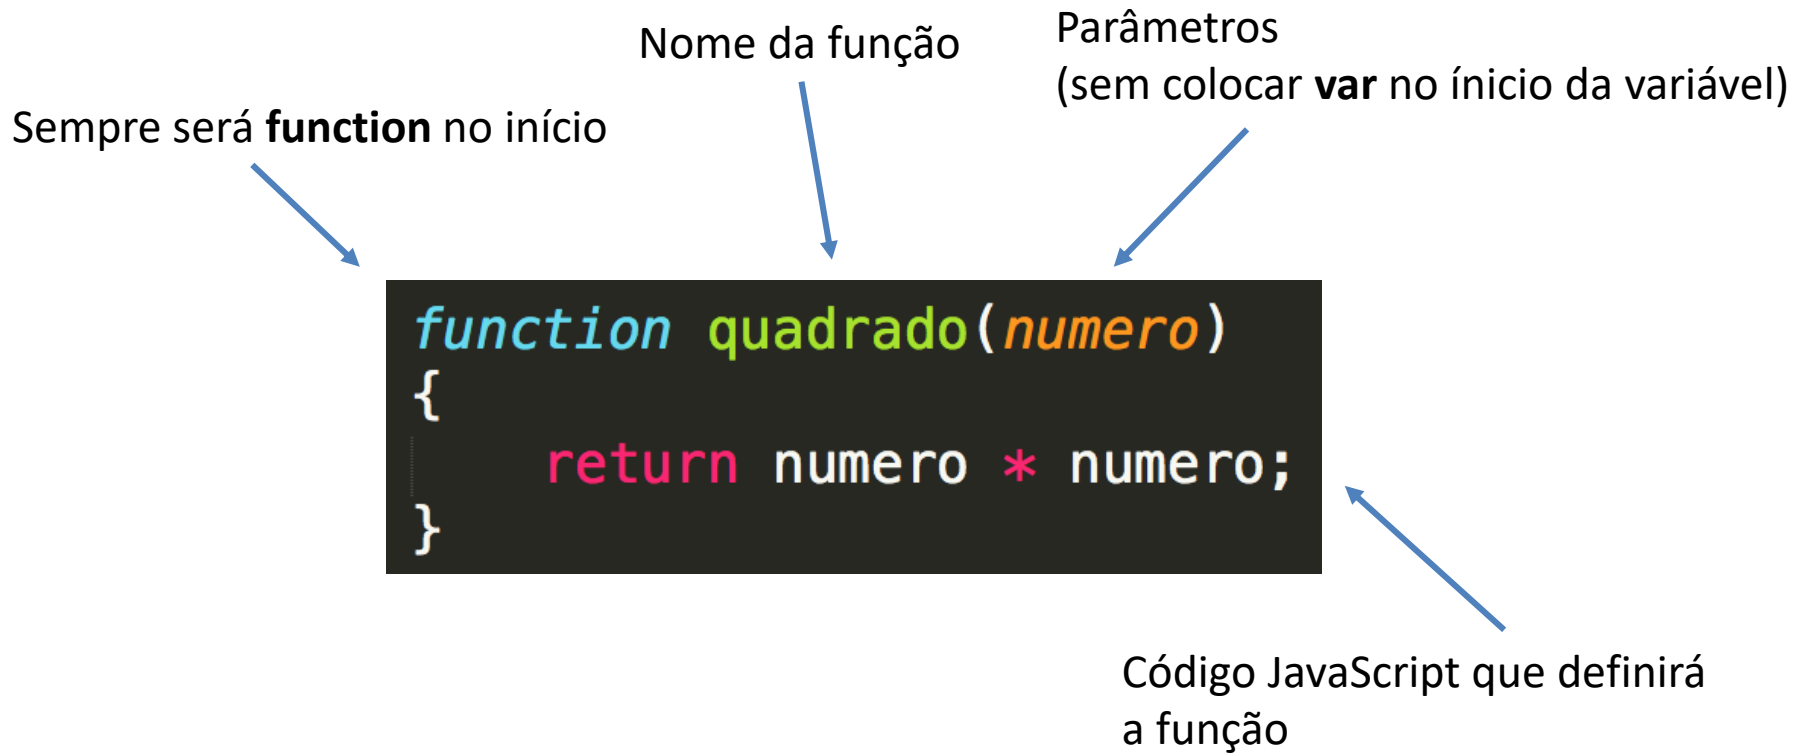 Nome da função
Parâmetros
(sem colocar var no ínicio da variável)
Sempre será function no início
function quadrado(numero)
{
return numero * numero;
}
Código JavaScript que definirá
a função